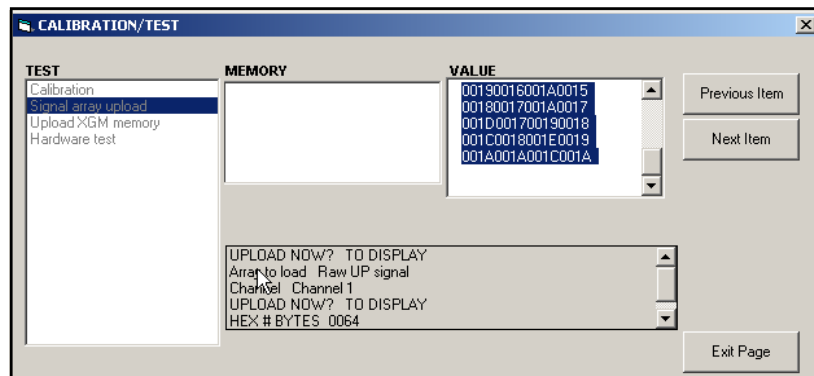 CALIBRATION/TEST
TEST
Calibration
Signal array upload
Upload XGM memory
Hardware test
MEMORY
VALUE
00190016001A0015
00180017001A0017
001D001700190018
001C0018001E0019
001A001A001C001A
Previous Item
Next Item
UPLOAD NOW? TO DISPLAY
Array to load Raw UP signal
Channel Channel 1
UPLOAD NOW? TO DISPLAY
HEX # BYTES 0064
Exit Page